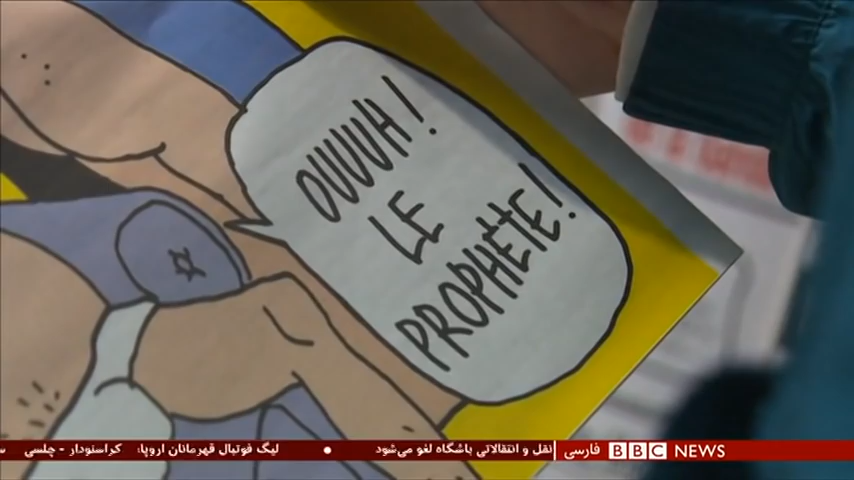 OUUUH!
LE
PROPHÈTE!
نقل و انتقالاتی باشگاه لغو می‌شود • لیگ فوتبال قهرمانان اروپا: کراسنودار - چلسی
فارسی BBC NEWS